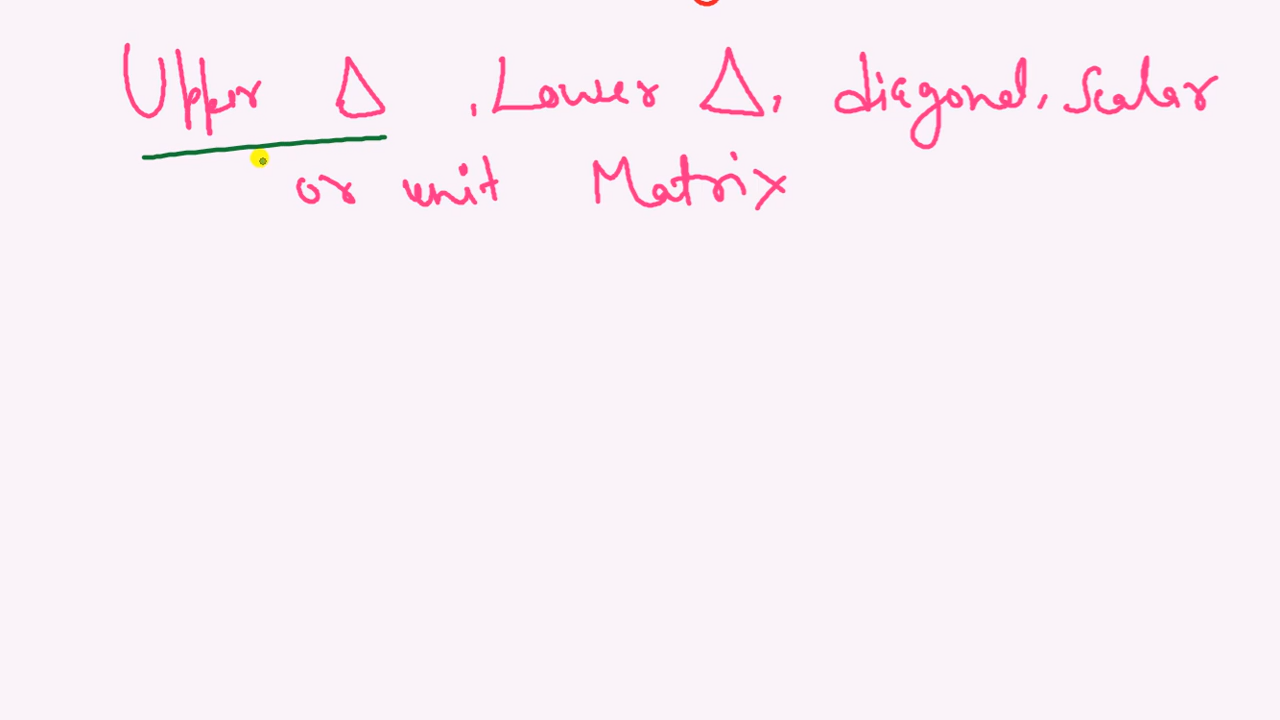 Upper Δ , Lower Δ, diagonal, Scalar
or unit Matrix